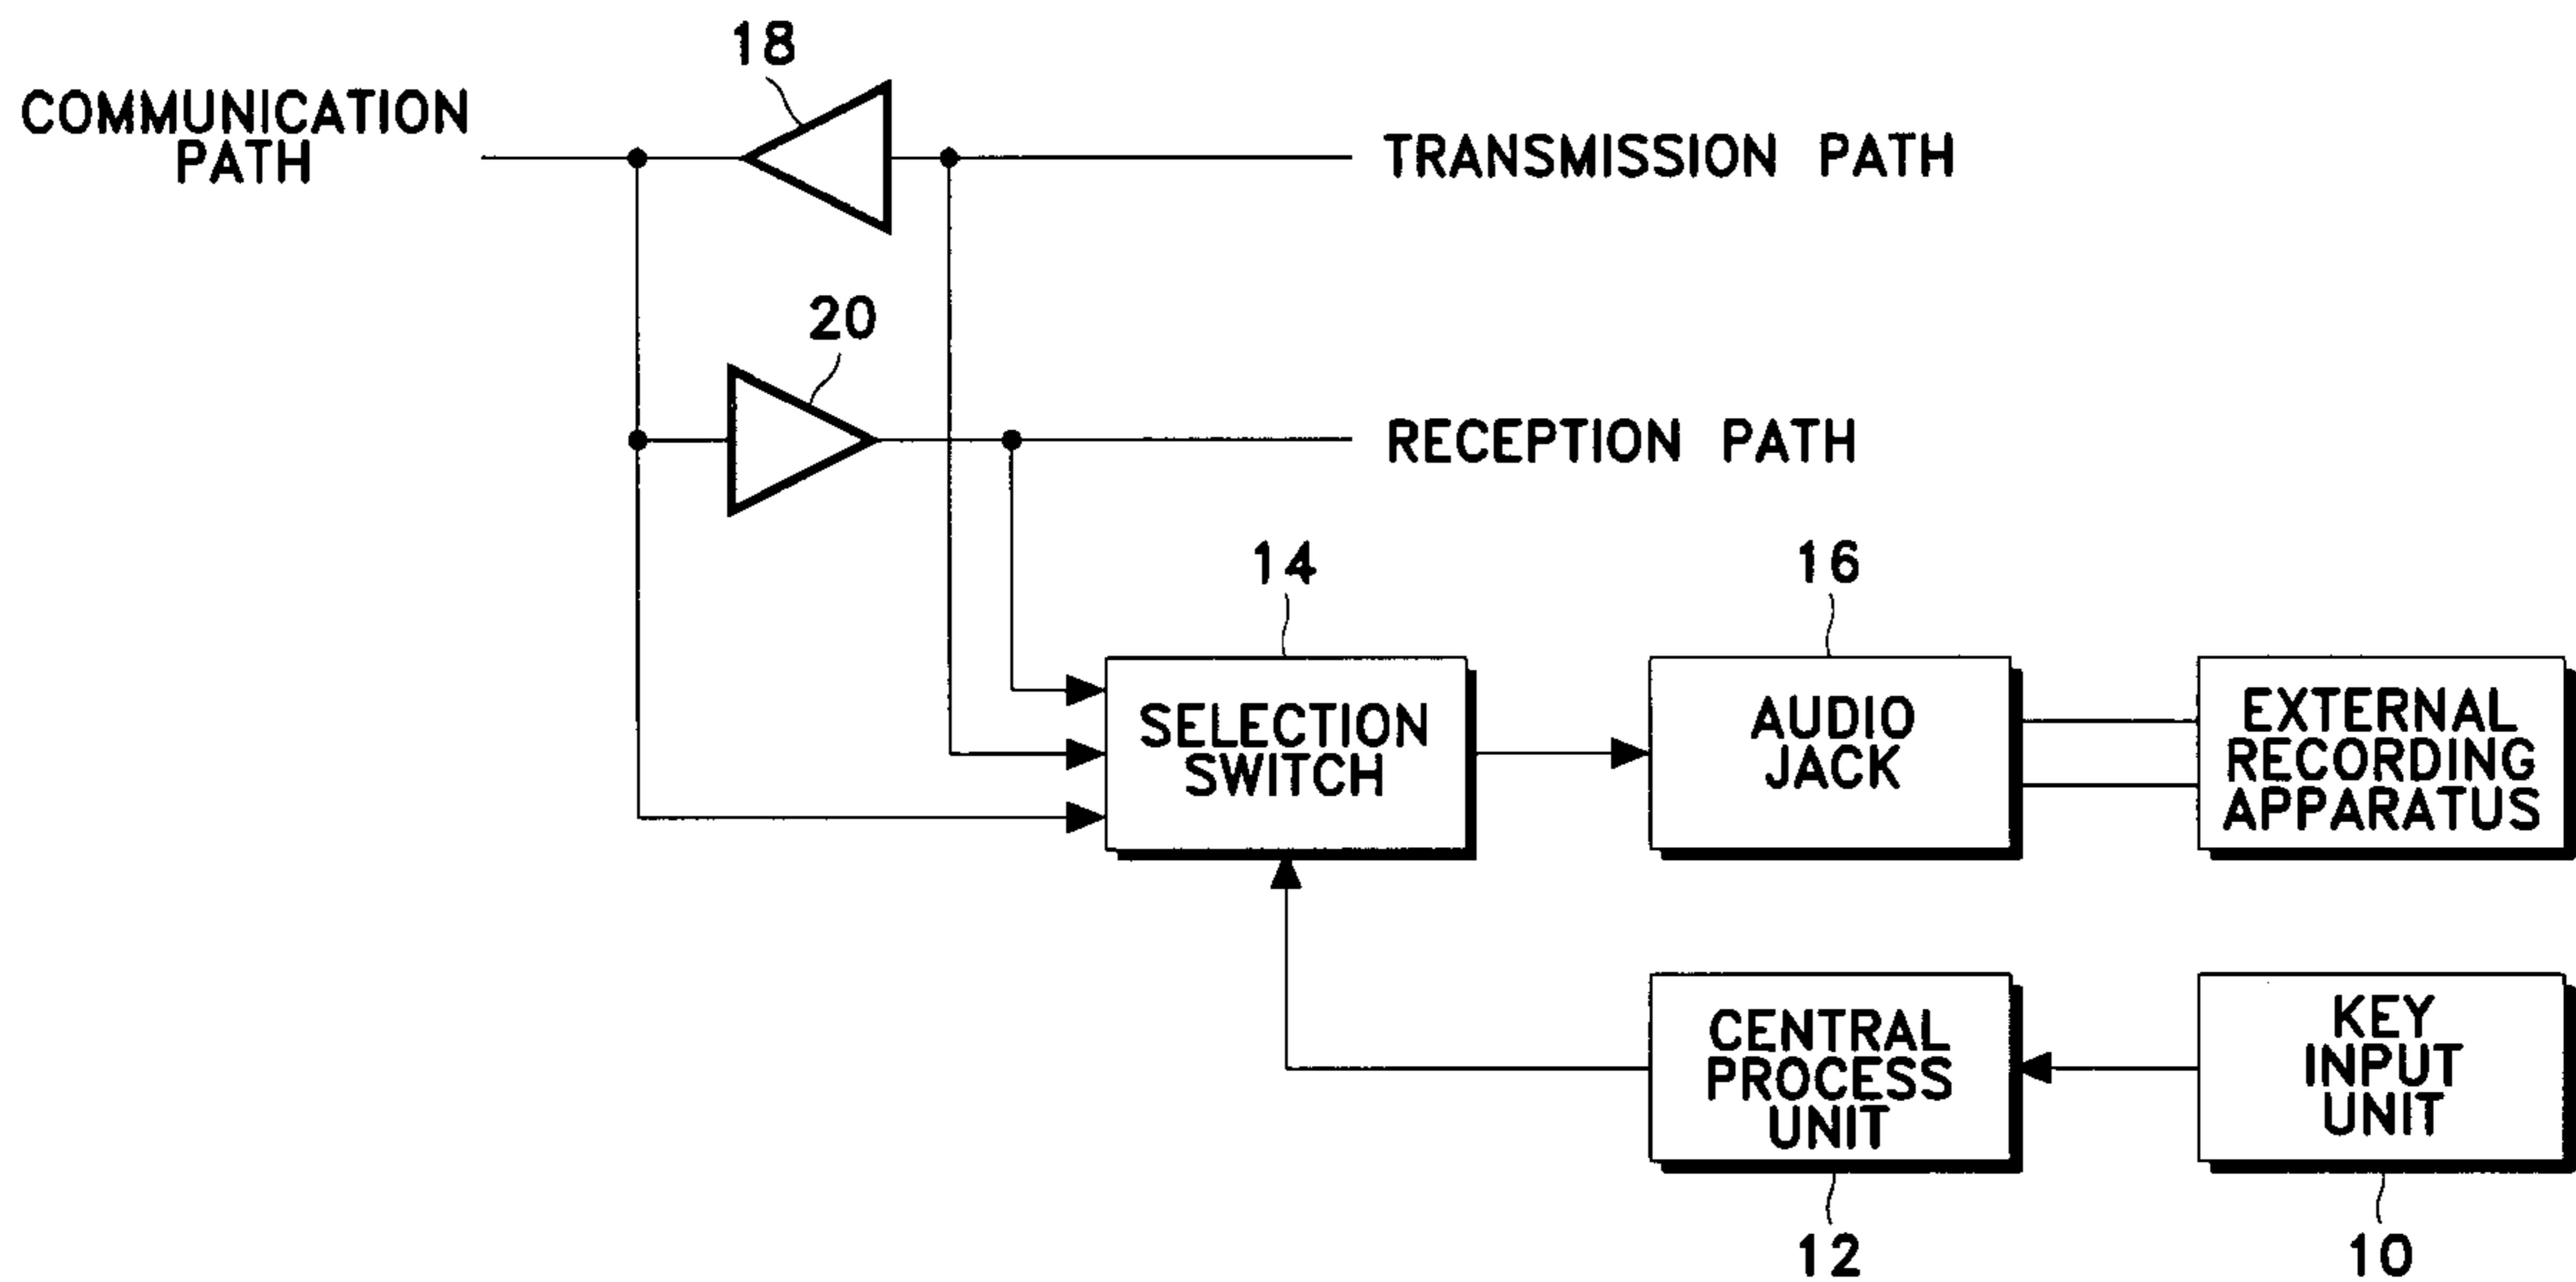 18
COMMUNICATION
PATH
TRANSMISSION PATH
20
RECEPTION PATH
14
16
SELECTION
SWITCH
AUDIO
JACK
EXTERNAL
RECORDING
APPARATUS
CENTRAL
PROCESS
UNIT
KEY
INPUT
UNIT
12
10